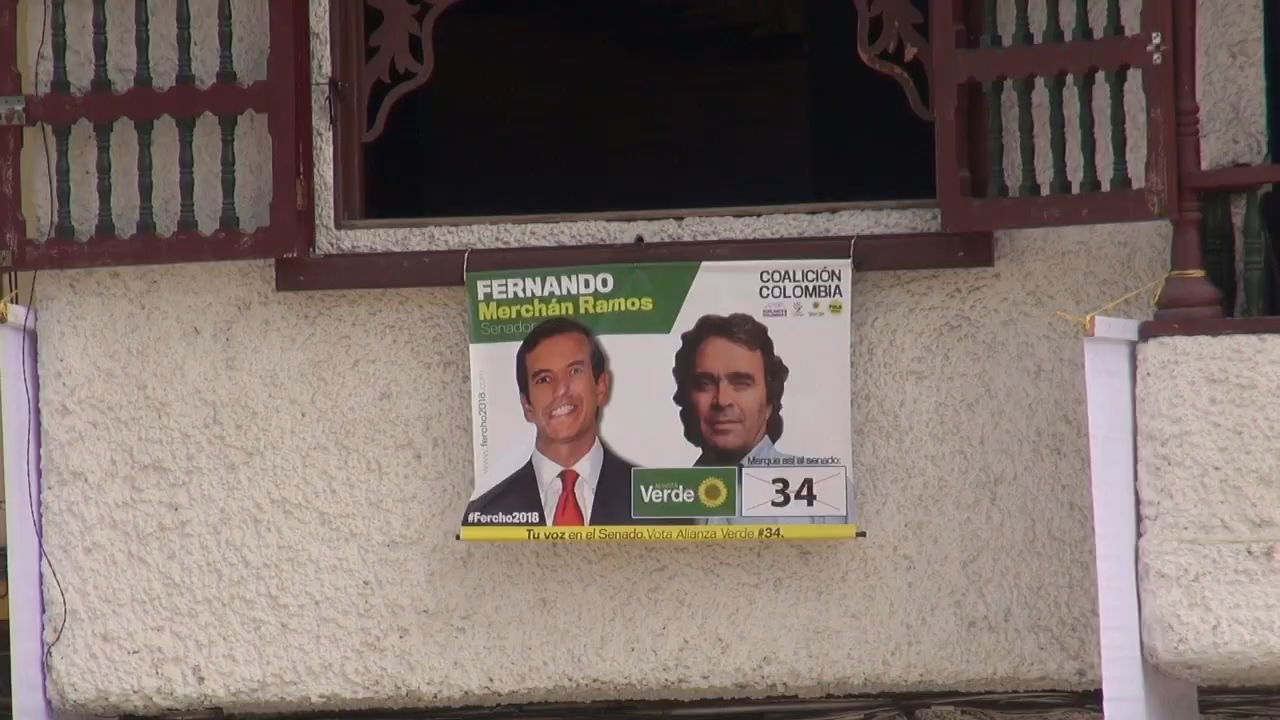 FERNANDO
Merchán Ramos
Senador
COALICIÓN
COLOMBIA
www.fercho2018.com
Marque así al senado:
ALIANZA
Verde
34
#Fercho2018
Tu voz en el Senado. Vota Alianza Verde #34.